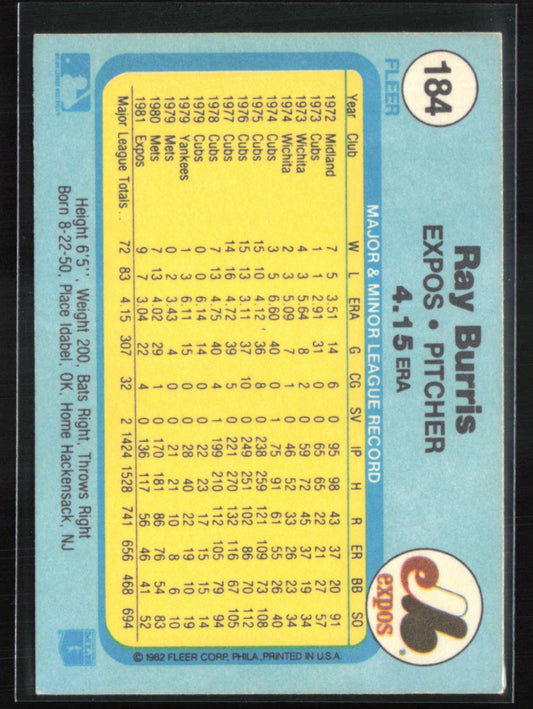 184
FLEER
Ray Burris
EXPOS • PITCHER
4.15 ERA
expos
MAJOR & MINOR LEAGUE RECORD
Year Club W L ERA G CG SV IP H R ER BB SO
1972 Midland 7 5 3.51 14 6 0 95 98 43 37 20 91
1973 Cubs 1 1 2.91 31 0 0 65 65 22 21 27 57
1973 Wichita 4 3 5.64 8 2 0 59 72 45 37 19 34
1974 Wichita 2 3 5.09 7 1 0 46 52 33 26 23 17
1974 Cubs 3 5 6.60 40 0 1 75 91 61 55 26 40
1975 Cubs 15 10 4.12 36 8 0 238 259 121 109 73 108
1976 Cubs 15 13 3.11 37 10 0 249 251 102 86 70 112
1977 Cubs 14 16 4.72 39 5 0 221 270 132 116 67 105
1978 Cubs 7 13 4.75 40 4 1 199 210 112 105 79 94
1979 Cubs 0 0 6.14 14 0 0 22 23 17 15 15 14
1979 Yankees 1 3 6.11 15 0 0 28 40 22 19 10 19
1979 Mets 0 2 3.43 4 0 0 21 21 10 8 6 10
1980 Mets 7 13 4.02 29 1 0 170 181 86 76 54 83
1981 Expos 9 7 3.04 22 4 0 136 117 56 46 41 52
Major League Totals... 72 83 4.15 307 32 2 1424 1528 741 656 468 694
© 1982 FLEER CORP., PHILA., PRINTED IN U.S.A.
Height 6'5'', Weight 200, Bats Right, Throws Right
Born 8-22-50, Place Idabel, OK, Home Hackensack, NJ